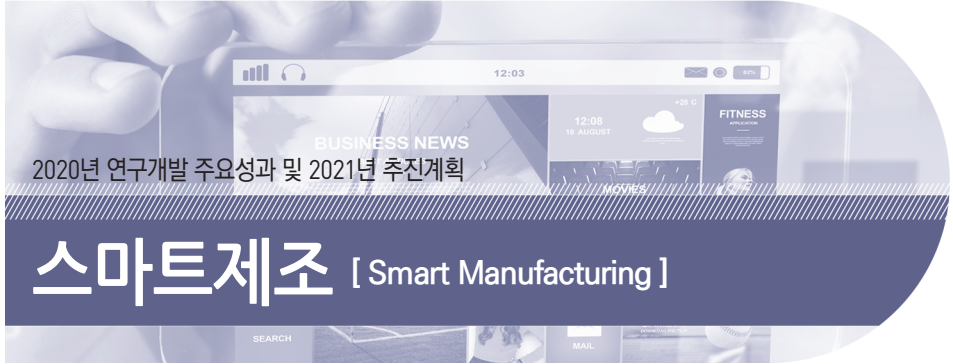 12:03
82%
+28 C
12:08
18 AUGUST
FITNESS
APPLICATION
BUSINESS NEWS
2020년 연구개발 주요성과 및 2021년 추진계획
MOVIES
스마트제조 [ Smart Manufacturing ]
SEARCH
MAIL